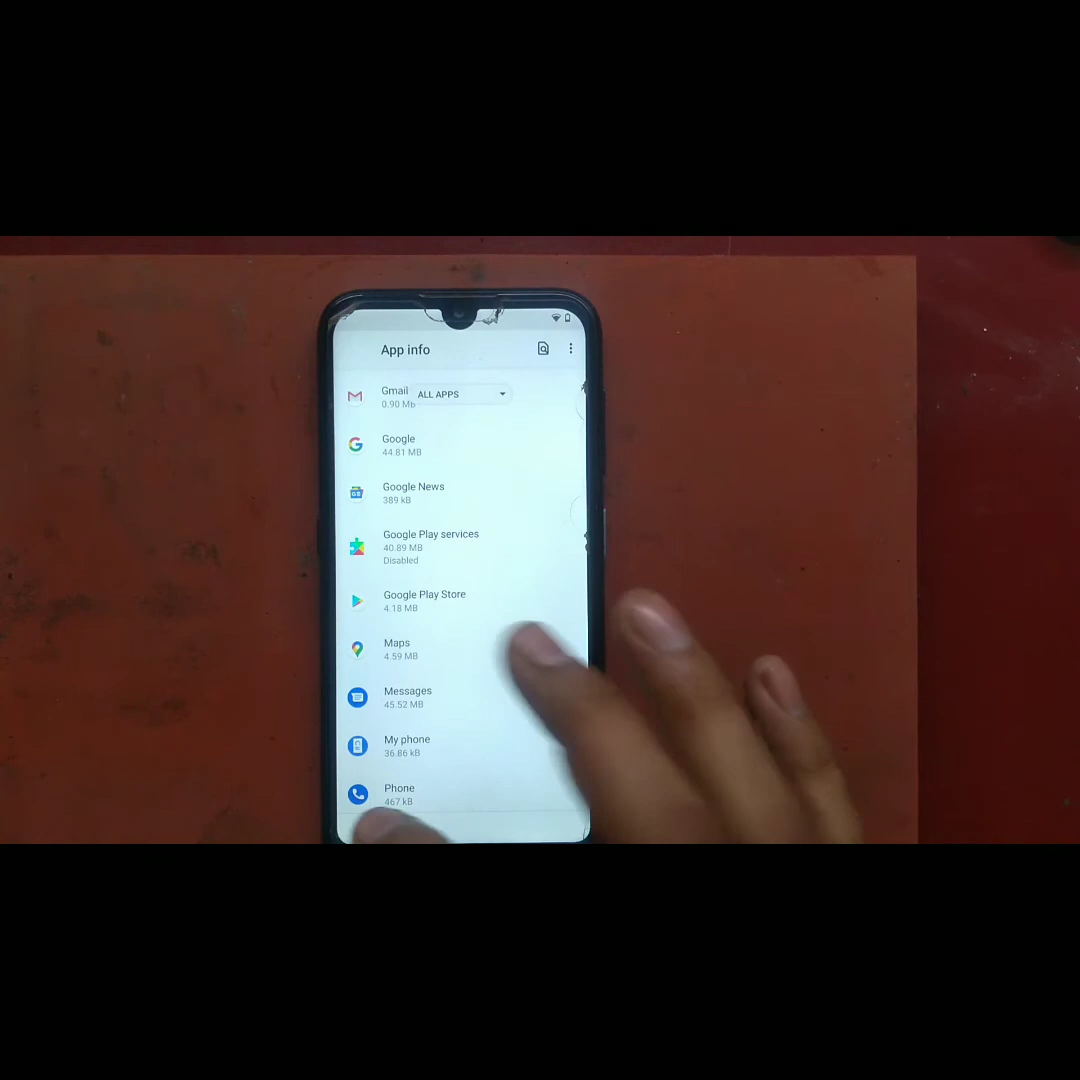 App info
Gmail
ALL APPS
0.90 MB
Google
44.81 MB
Google News
389 kB
Google Play services
40.89 MB
Disabled
Google Play Store
4.18 MB
Maps
4.59 MB
Messages
45.52 MB
My phone
36.86 kB
Phone
467 kB